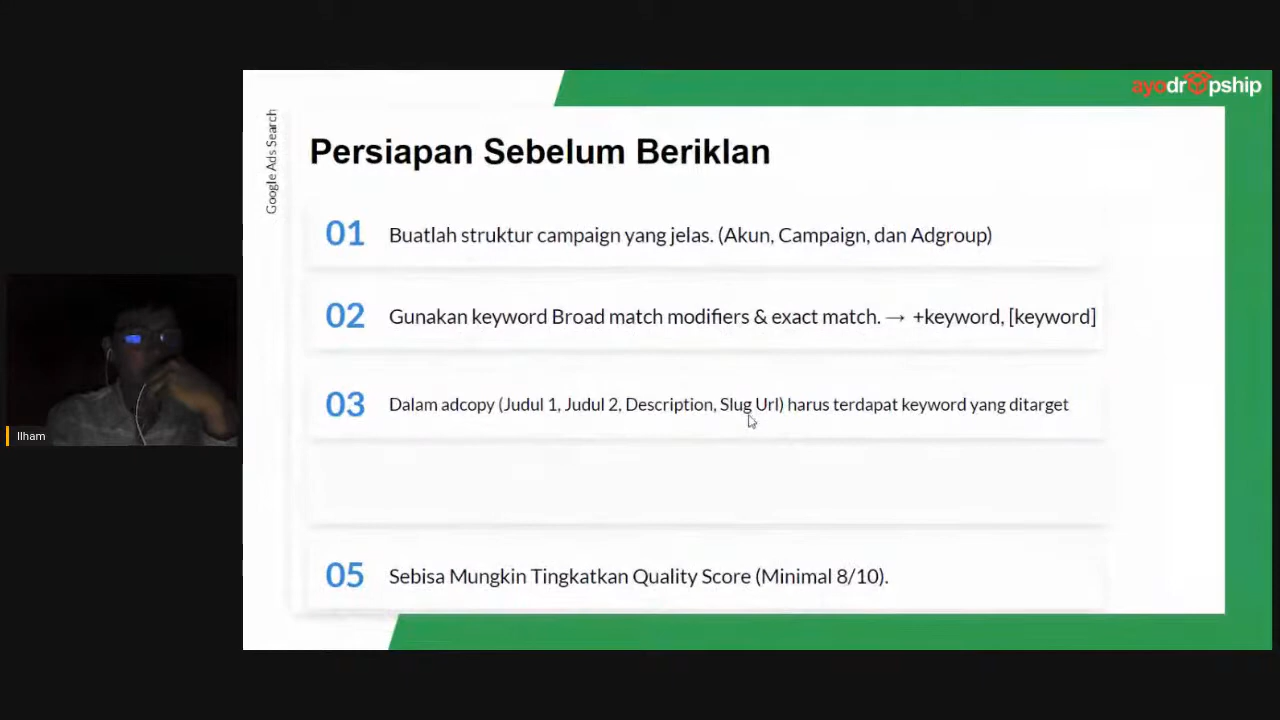 ayodropship
Google Ads Search
Persiapan Sebelum Beriklan
01 Buatlah struktur campaign yang jelas. (Akun, Campaign, dan Adgroup)
02 Gunakan keyword Broad match modifiers & exact match. → +keyword, [keyword]
03 Dalam adcopy (Judul 1, Judul 2, Description, Slug Url) harus terdapat keyword yang ditarget
05 Sebisa Mungkin Tingkatkan Quality Score (Minimal 8/10).
Ilham